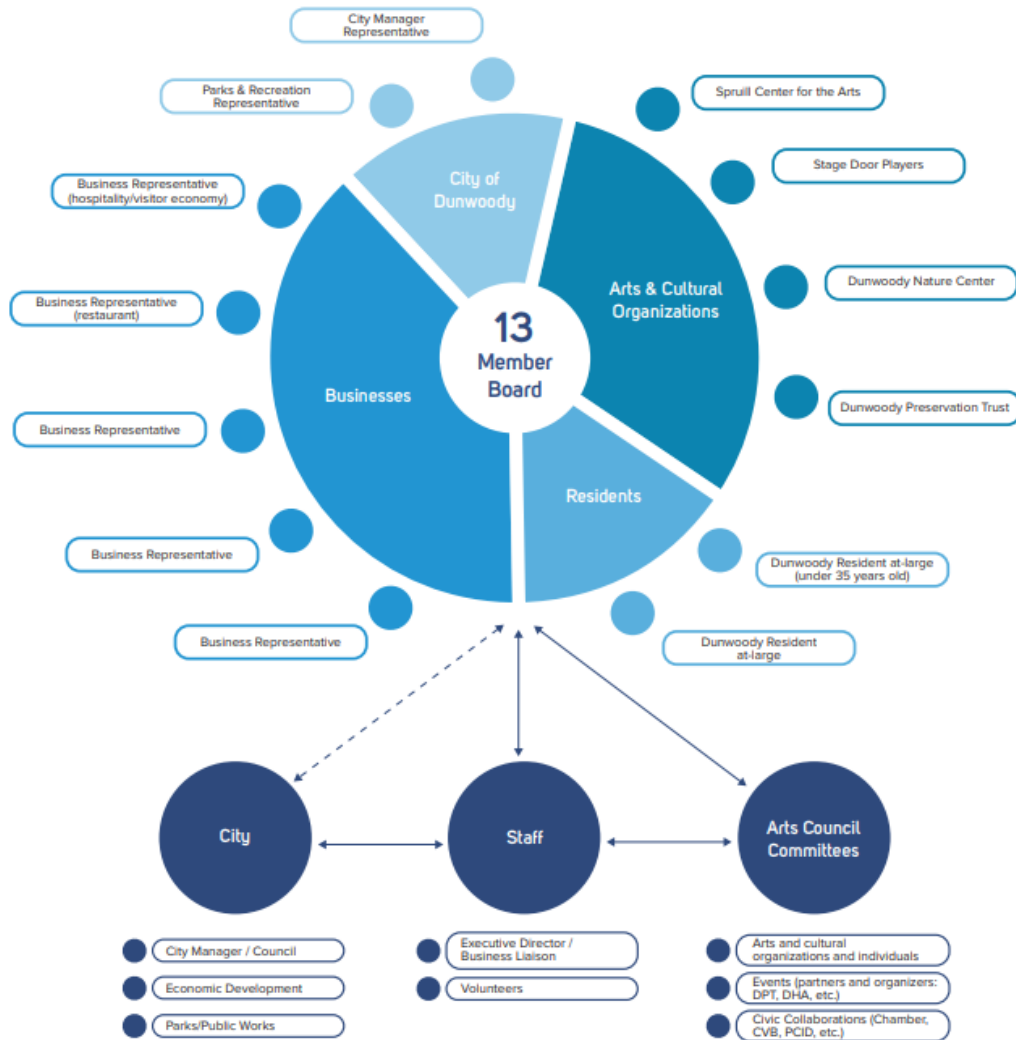 City Manager
Representative
Parks & Recreation
Representative
Spruill Center for the Arts
Stage Door Players
Business Representative
(hospitality/visitor economy)
City of
Dunwoody
Arts & Cultural
Organizations
Dunwoody Nature Center
Business Representative
(restaurant)
13
Member
Board
Businesses
Dunwoody Preservation Trust
Business Representative
Residents
Business Representative
Dunwoody Resident at-large
(under 35 years old)
Business Representative
Dunwoody Resident
at-large
City
Staff
Arts Council
Committees
City Manager / Council
Economic Development
Parks/Public Works
Executive Director /
Business Liaison
Volunteers
Arts and cultural
organizations and individuals
Events (partners and organizers:
DPT, DHA, etc.)
Civic Collaborations (Chamber,
CVB, PCID, etc.)